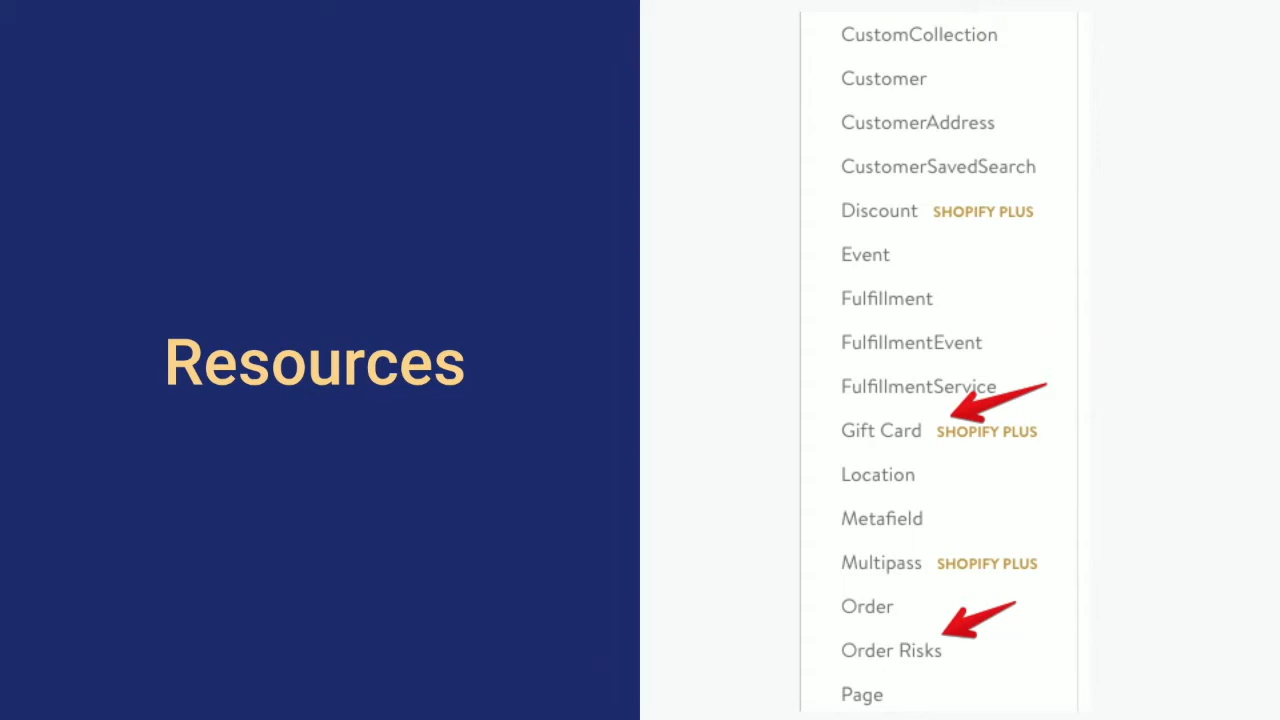 Resources
CustomCollection
Customer
CustomerAddress
CustomerSavedSearch
Discount SHOPIFY PLUS
Event
Fulfillment
FulfillmentEvent
FulfillmentService
Gift Card SHOPIFY PLUS
Location
Metafield
Multipass SHOPIFY PLUS
Order
Order Risks
Page